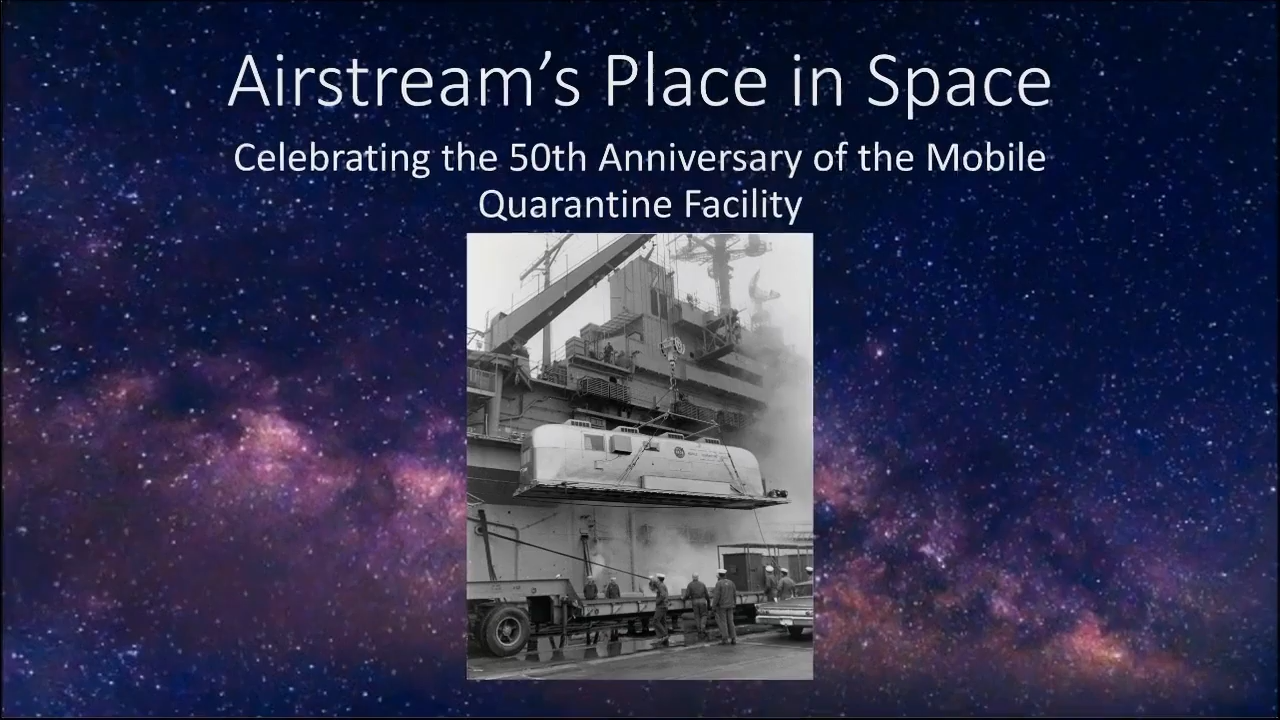 Airstream’s Place in Space
Celebrating the 50th Anniversary of the Mobile
Quarantine Facility